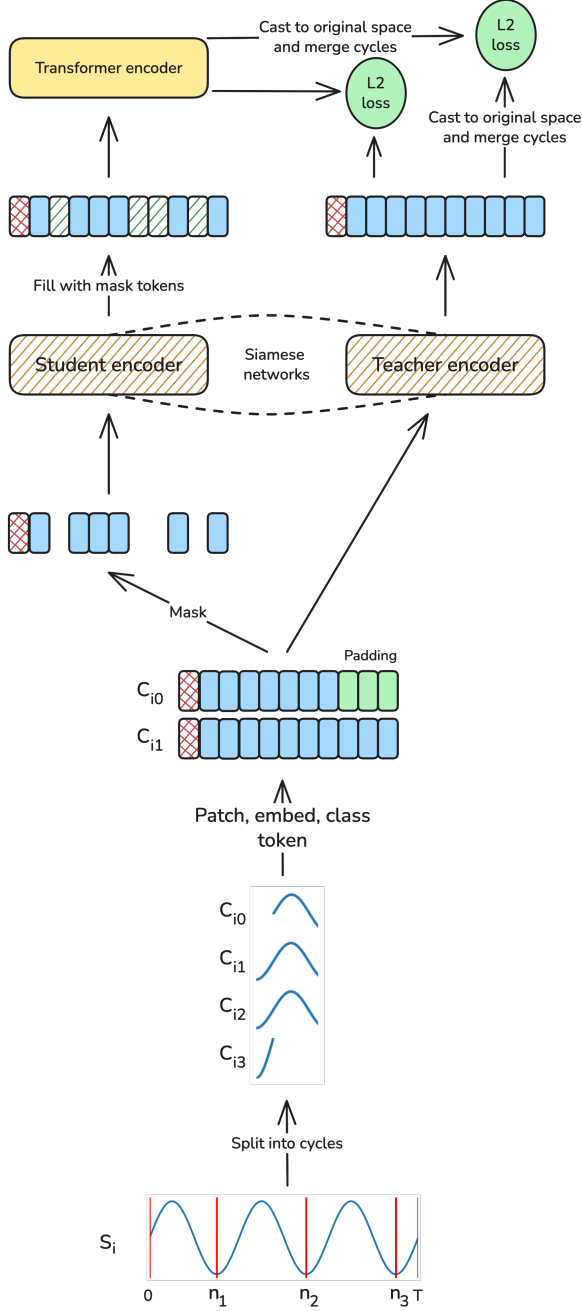 Transformer encoder
Cast to original space
and merge cycles
L2
loss
L2
loss
Cast to original space
and merge cycles
Fill with mask tokens
Student encoder
Siamese
networks
Teacher encoder
Mask
Padding
Ci0
Ci1
Patch, embed, class
token
Ci0
Ci1
Ci2
Ci3
Split into cycles
Si
0 n1 n2 n3 T